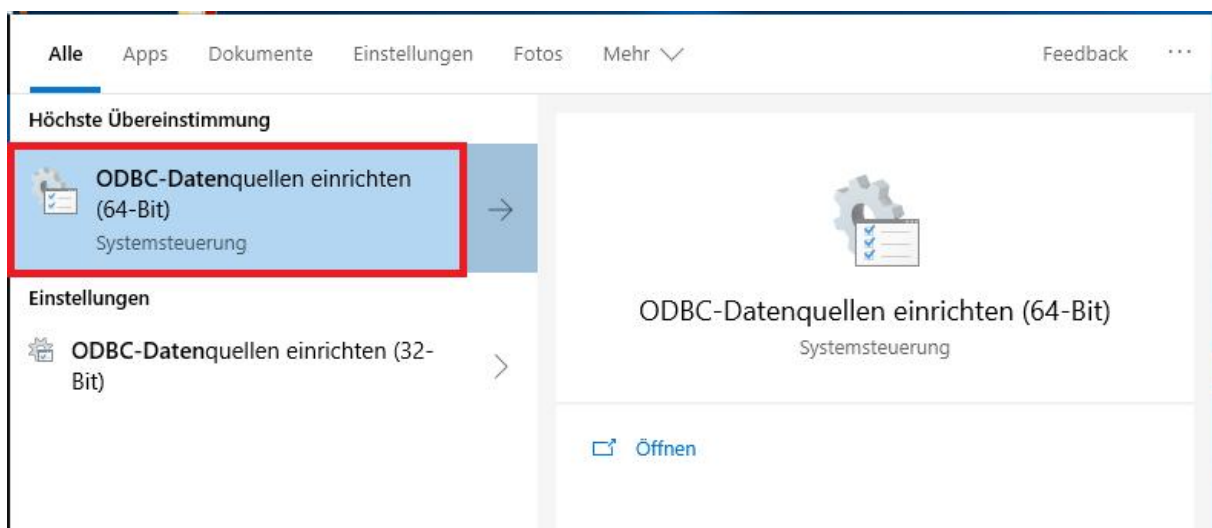 Alle Apps Dokumente Einstellungen Fotos Mehr Feedback ...
Höchste Übereinstimmung
ODBC-Datenquellen einrichten
(64-Bit)
Systemsteuerung
Einstellungen
ODBC-Datenquellen einrichten (32-
Bit)
ODBC-Datenquellen einrichten (64-Bit)
Systemsteuerung
Öffnen